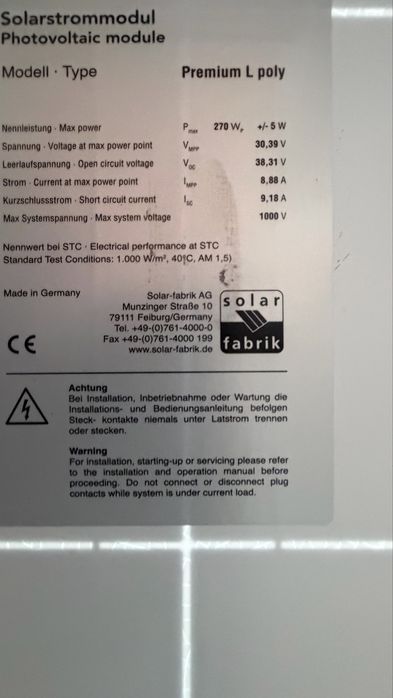 Solarstrommodul
Photovoltaic module
Modell · Type Premium L poly
Nennleistung · Max power Pmax 270 Wp +/- 5 W
Spannung · Voltage at max power point VMPP 30,39 V
Leerlaufspannung · Open circuit voltage VOC 38,31 V
Strom · Current at max power point IMPP 8,88 A
Kurzschlussstrom · Short circuit current ISC 9,18 A
Max Systemspannung · Max system voltage 1000 V
Nennwert bei STC · Electrical performance at STC
Standard Test Conditions: 1.000 W/m², 40°C, AM 1,5)
Made in Germany
Solar-fabrik AG
Munzinger Straße 10
79111 Feiburg/Germany
Tel. +49-(0)761-4000-0
Fax +49-(0)761-4000 199
www.solar-fabrik.de
solar
fabrik
CE
Achtung
Bei Installation, Inbetriebnahme oder Wartung die
Installations- und Bedienungsanleitung befolgen
Steck- kontakte niemals unter Latstrom trennen
oder stecken.
Warning
For installation, starting-up or servicing please refer
to the installation and operation manual before
proceeding. Do not connect or disconnect plug
contacts while system is under current load.